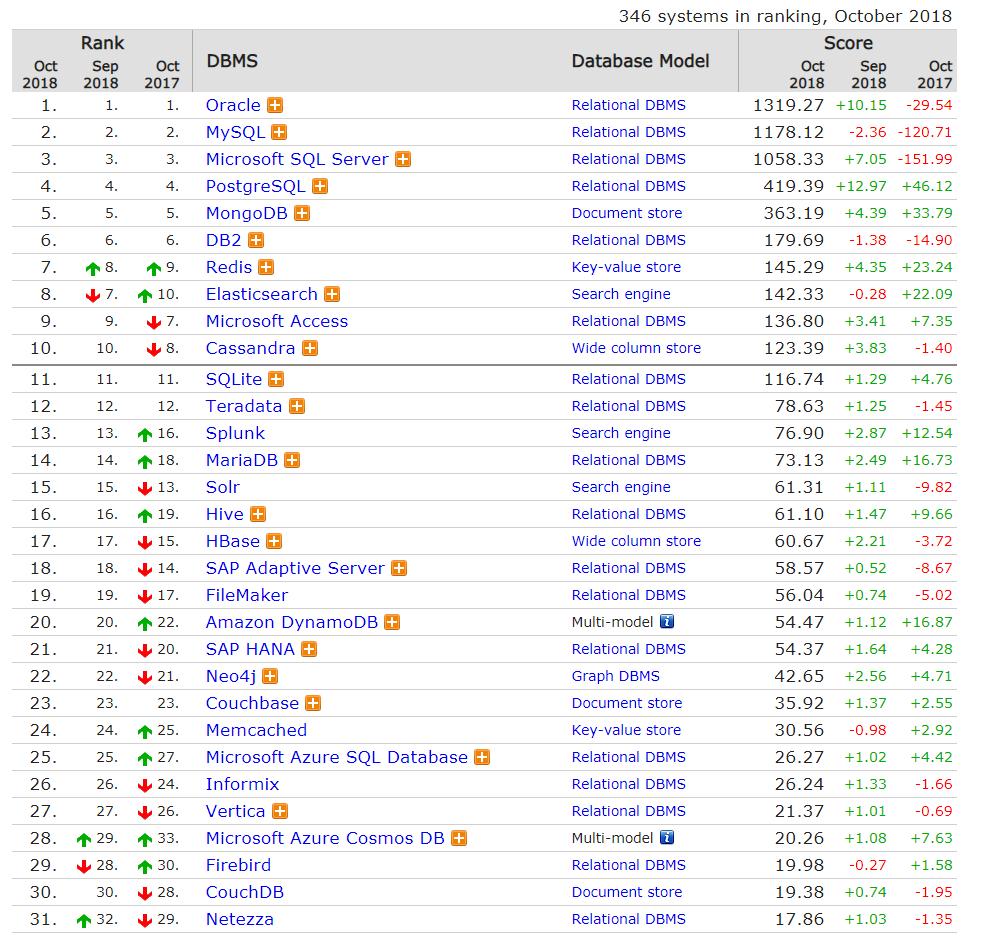 346 systems in ranking, October 2018
Rank DBMS Database Model Score
Oct 2018 Sep 2018 Oct 2017 Oct 2018 Sep 2018 Oct 2017
1. 1. 1. Oracle Relational DBMS 1319.27 +10.15 -29.54
2. 2. 2. MySQL Relational DBMS 1178.12 -2.36 -120.71
3. 3. 3. Microsoft SQL Server Relational DBMS 1058.33 +7.05 -151.99
4. 4. 4. PostgreSQL Relational DBMS 419.39 +12.97 +46.12
5. 5. 5. MongoDB Document store 363.19 +4.39 +33.79
6. 6. 6. DB2 Relational DBMS 179.69 -1.38 -14.90
7. 8. 9. Redis Key-value store 145.29 +4.35 +23.24
8. 7. 10. Elasticsearch Search engine 142.33 -0.28 +22.09
9. 9. 7. Microsoft Access Relational DBMS 136.80 +3.41 +7.35
10. 10. 8. Cassandra Wide column store 123.39 +3.83 -1.40
11. 11. 11. SQLite Relational DBMS 116.74 +1.29 +4.76
12. 12. 12. Teradata Relational DBMS 78.63 +1.25 -1.45
13. 13. 16. Splunk Search engine 76.90 +2.87 +12.54
14. 14. 18. MariaDB Relational DBMS 73.13 +2.49 +16.73
15. 15. 13. Solr Search engine 61.31 +1.11 -9.82
16. 16. 19. Hive Relational DBMS 61.10 +1.47 +9.66
17. 17. 15. HBase Wide column store 60.67 +2.21 -3.72
18. 18. 14. SAP Adaptive Server Relational DBMS 58.57 +0.52 -8.67
19. 19. 17. FileMaker Relational DBMS 56.04 +0.74 -5.02
20. 20. 22. Amazon DynamoDB Multi-model 54.47 +1.12 +16.87
21. 21. 20. SAP HANA Relational DBMS 54.37 +1.64 +4.28
22. 22. 21. Neo4j Graph DBMS 42.65 +2.56 +4.71
23. 23. 23. Couchbase Document store 35.92 +1.37 +2.55
24. 24. 25. Memcached Key-value store 30.56 -0.98 +2.92
25. 25. 27. Microsoft Azure SQL Database Relational DBMS 26.27 +1.02 +4.42
26. 26. 24. Informix Relational DBMS 26.24 +1.33 -1.66
27. 27. 26. Vertica Relational DBMS 21.37 +1.01 -0.69
28. 29. 33. Microsoft Azure Cosmos DB Multi-model 20.26 +1.08 +7.63
29. 28. 30. Firebird Relational DBMS 19.98 -0.27 +1.58
30. 30. 28. CouchDB Document store 19.38 +0.74 -1.95
31. 32. 29. Netezza Relational DBMS 17.86 +1.03 -1.35